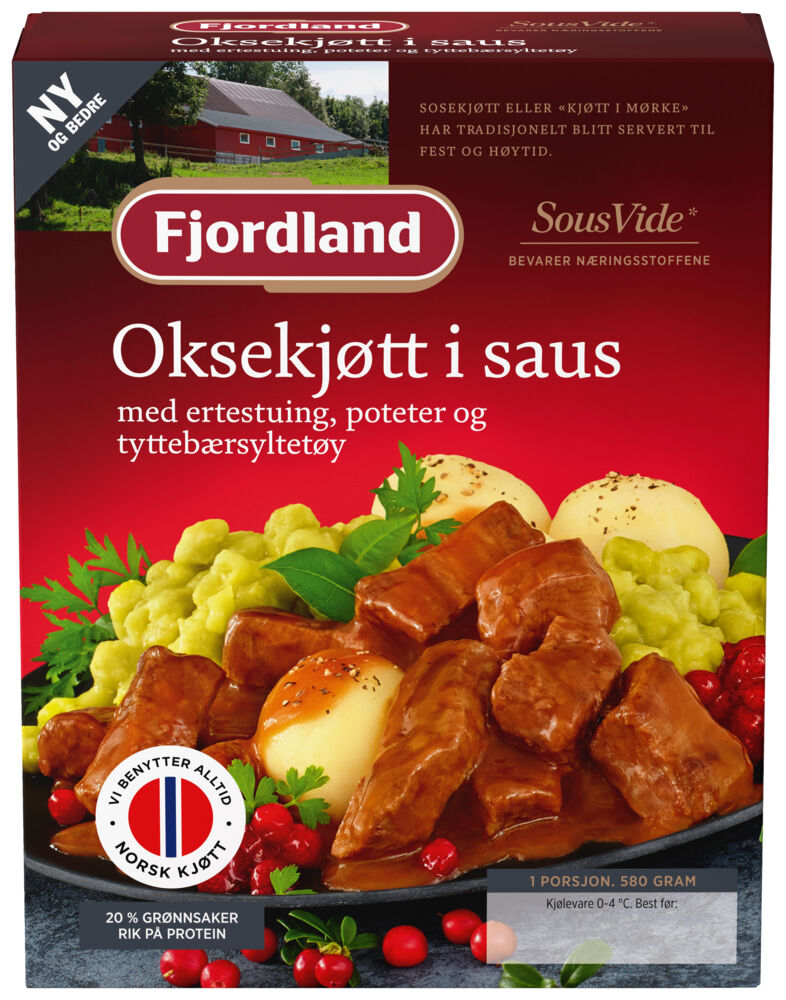 Fjordland
SousVide*
BEVARER NÆRINGSSTOFFENE
Oksekjøtt i saus
med ertestuing, poteter og tyttebærsyltetøy
NY
OG BEDRE
SOSEKJØTT ELLER «KJØTT I MØRKE»
HAR TRADISJONELT BLITT SERVERT TIL
FEST OG HØYTID.
Fjordland
SousVide*
BEVARER NÆRINGSSTOFFENE
Oksekjøtt i saus
med ertestuing, poteter og
tyttebærsyltetøy
VI BENYTTER ALLTID
NORSK KJØTT
1 PORSJON. 580 GRAM
Kjølevare 0-4 °C. Best før:
20 % GRØNNSAKER
RIK PÅ PROTEIN